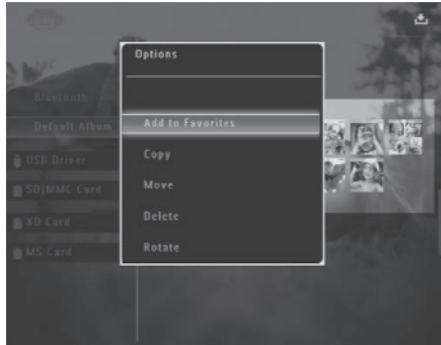 Options
Add to Favorites
Copy
Move
Delete
Rotate
ABC
Bluetooth
Default Album
USB Driver
SD|MMC Card
XD Card
MS Card